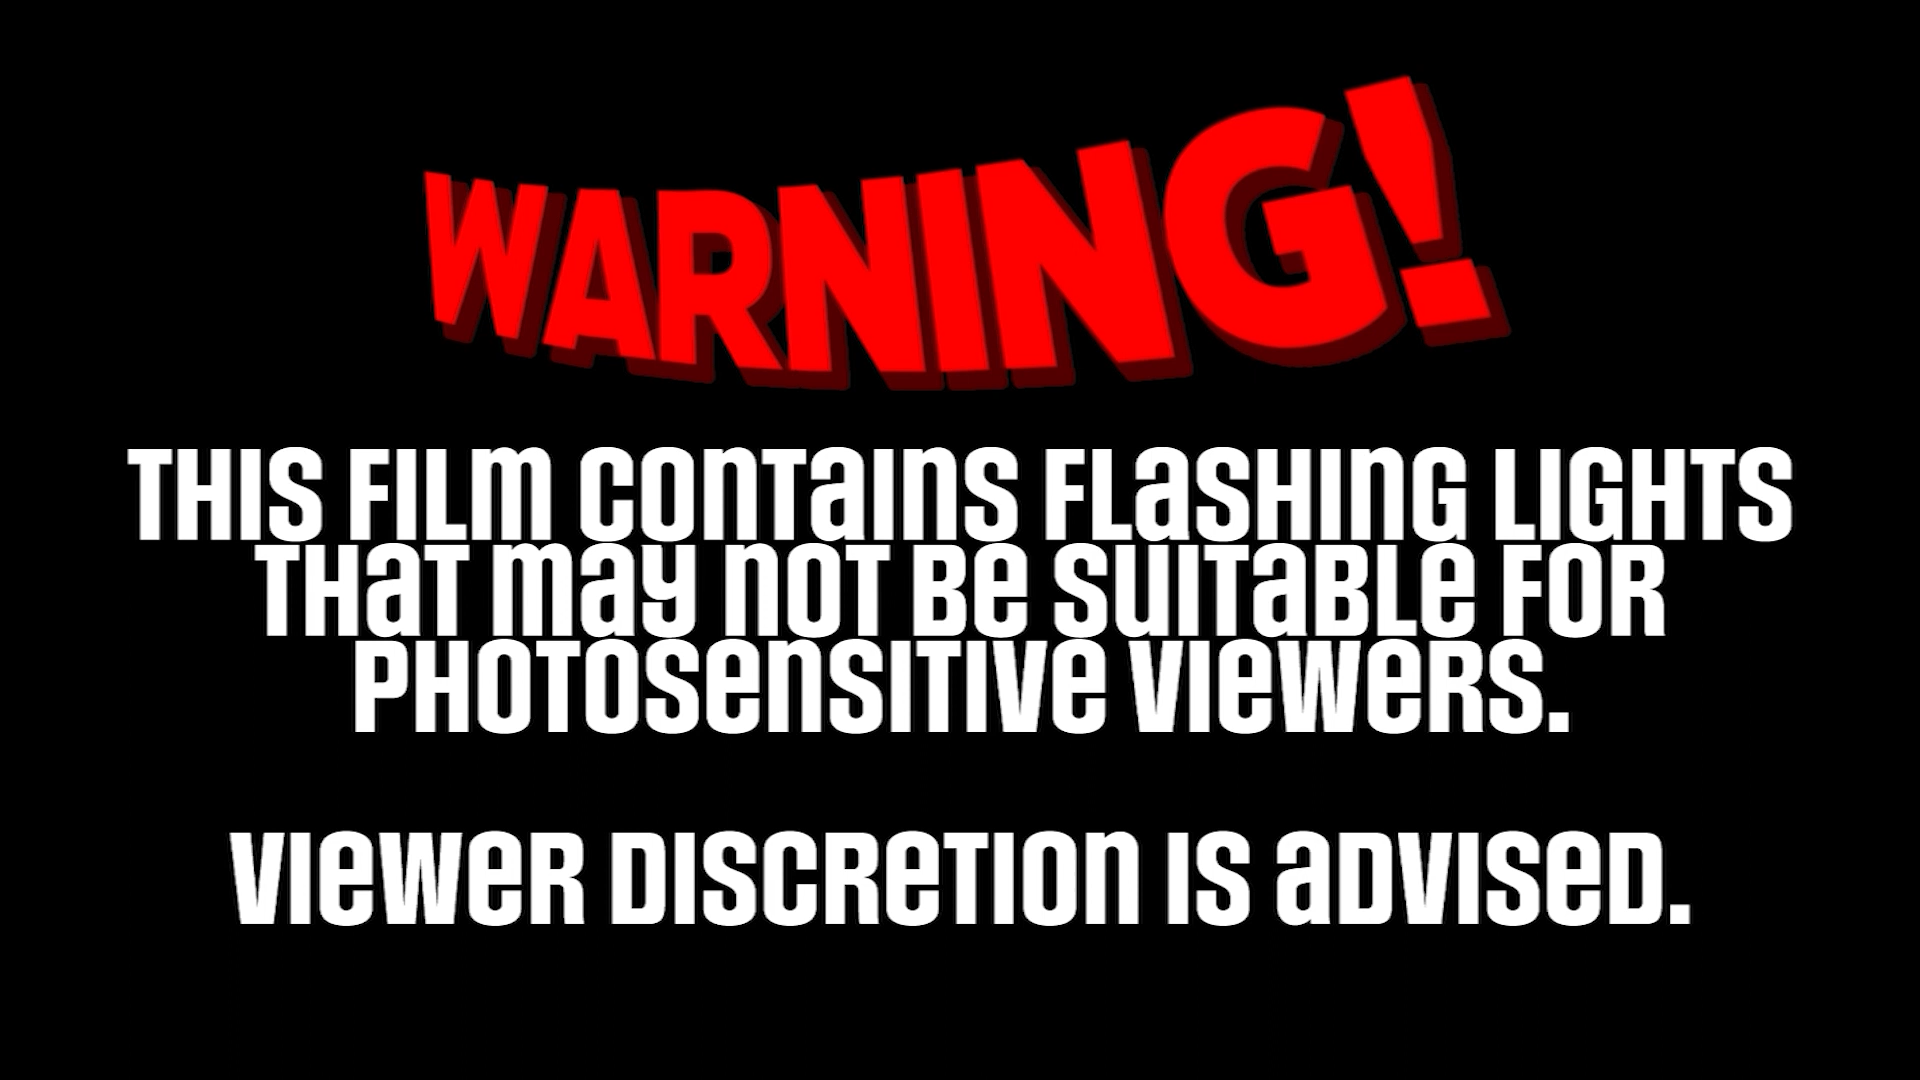 WARNING!
THIS FILM CONTAINS FLASHING LIGHTS
THAT MAY NOT BE SUITABLE FOR
PHOTOSENSITIVE VIEWERS.
VIEWER DISCRETION IS ADVISED.